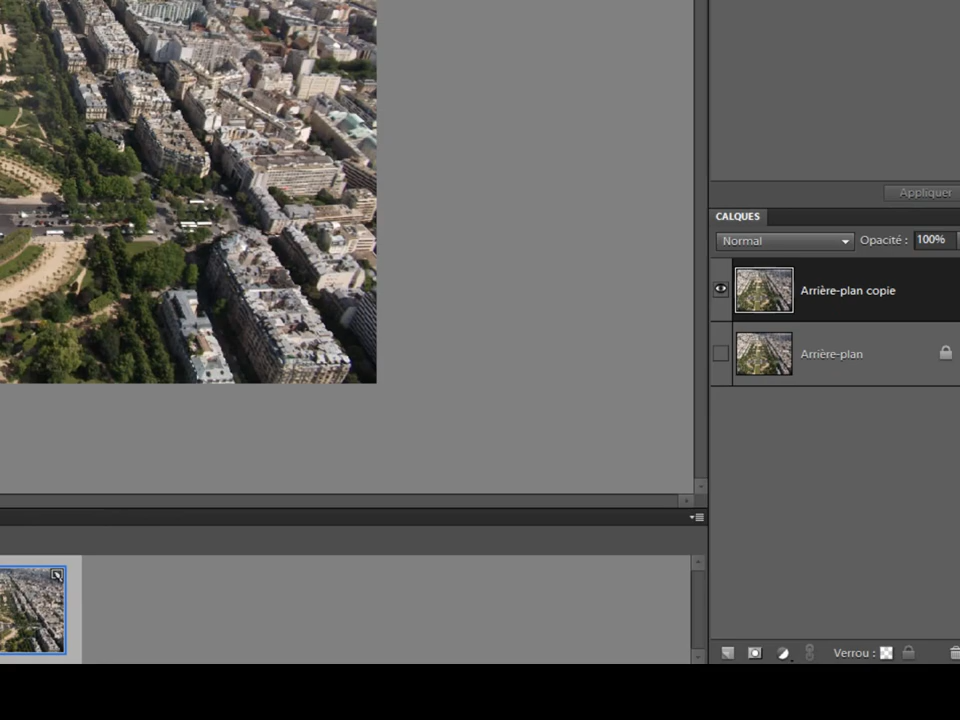 Appliquer
CALQUES
Normal
Opacité : 100%
Arrière-plan copie
Arrière-plan
Verrou :